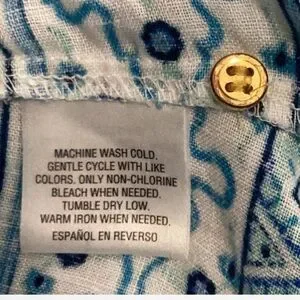 MACHINE WASH COLD,
GENTLE CYCLE WITH LIKE
COLORS. ONLY NON-CHLORINE
BLEACH WHEN NEEDED.
TUMBLE DRY LOW.
WARM IRON WHEN NEEDED.
ESPAÑOL EN REVERSO